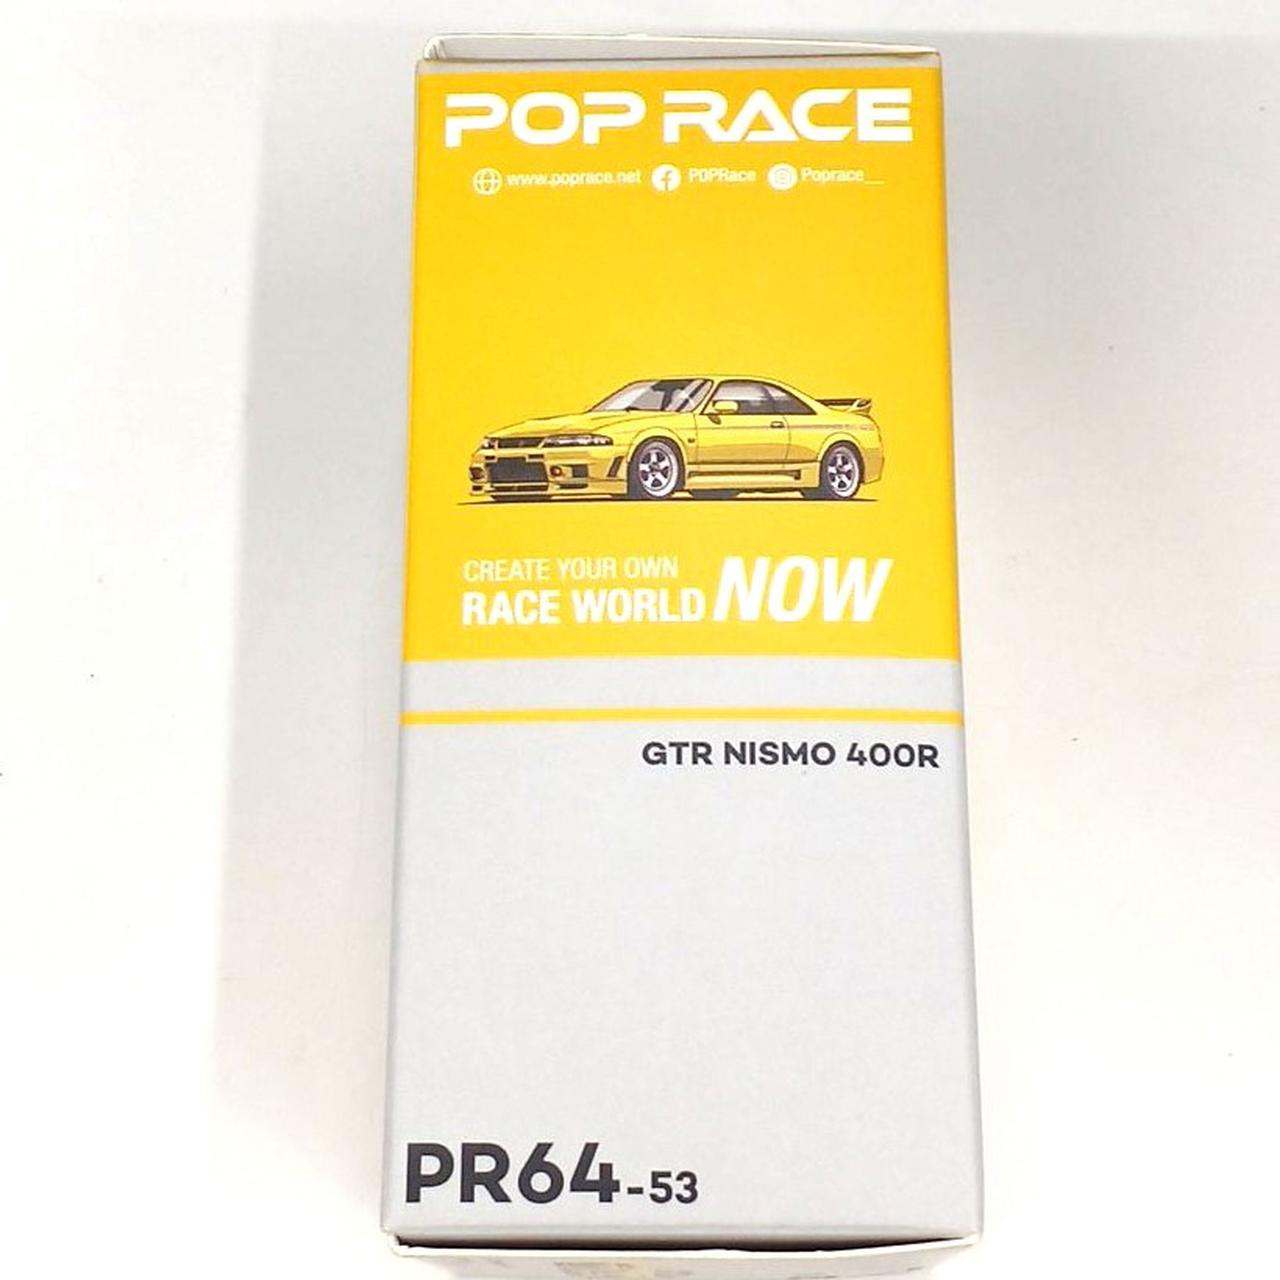 POP RACE
www.poprace.net POPRace Poprace__
CREATE YOUR OWN
RACE WORLD NOW
GTR NISMO 400R
PR64-53